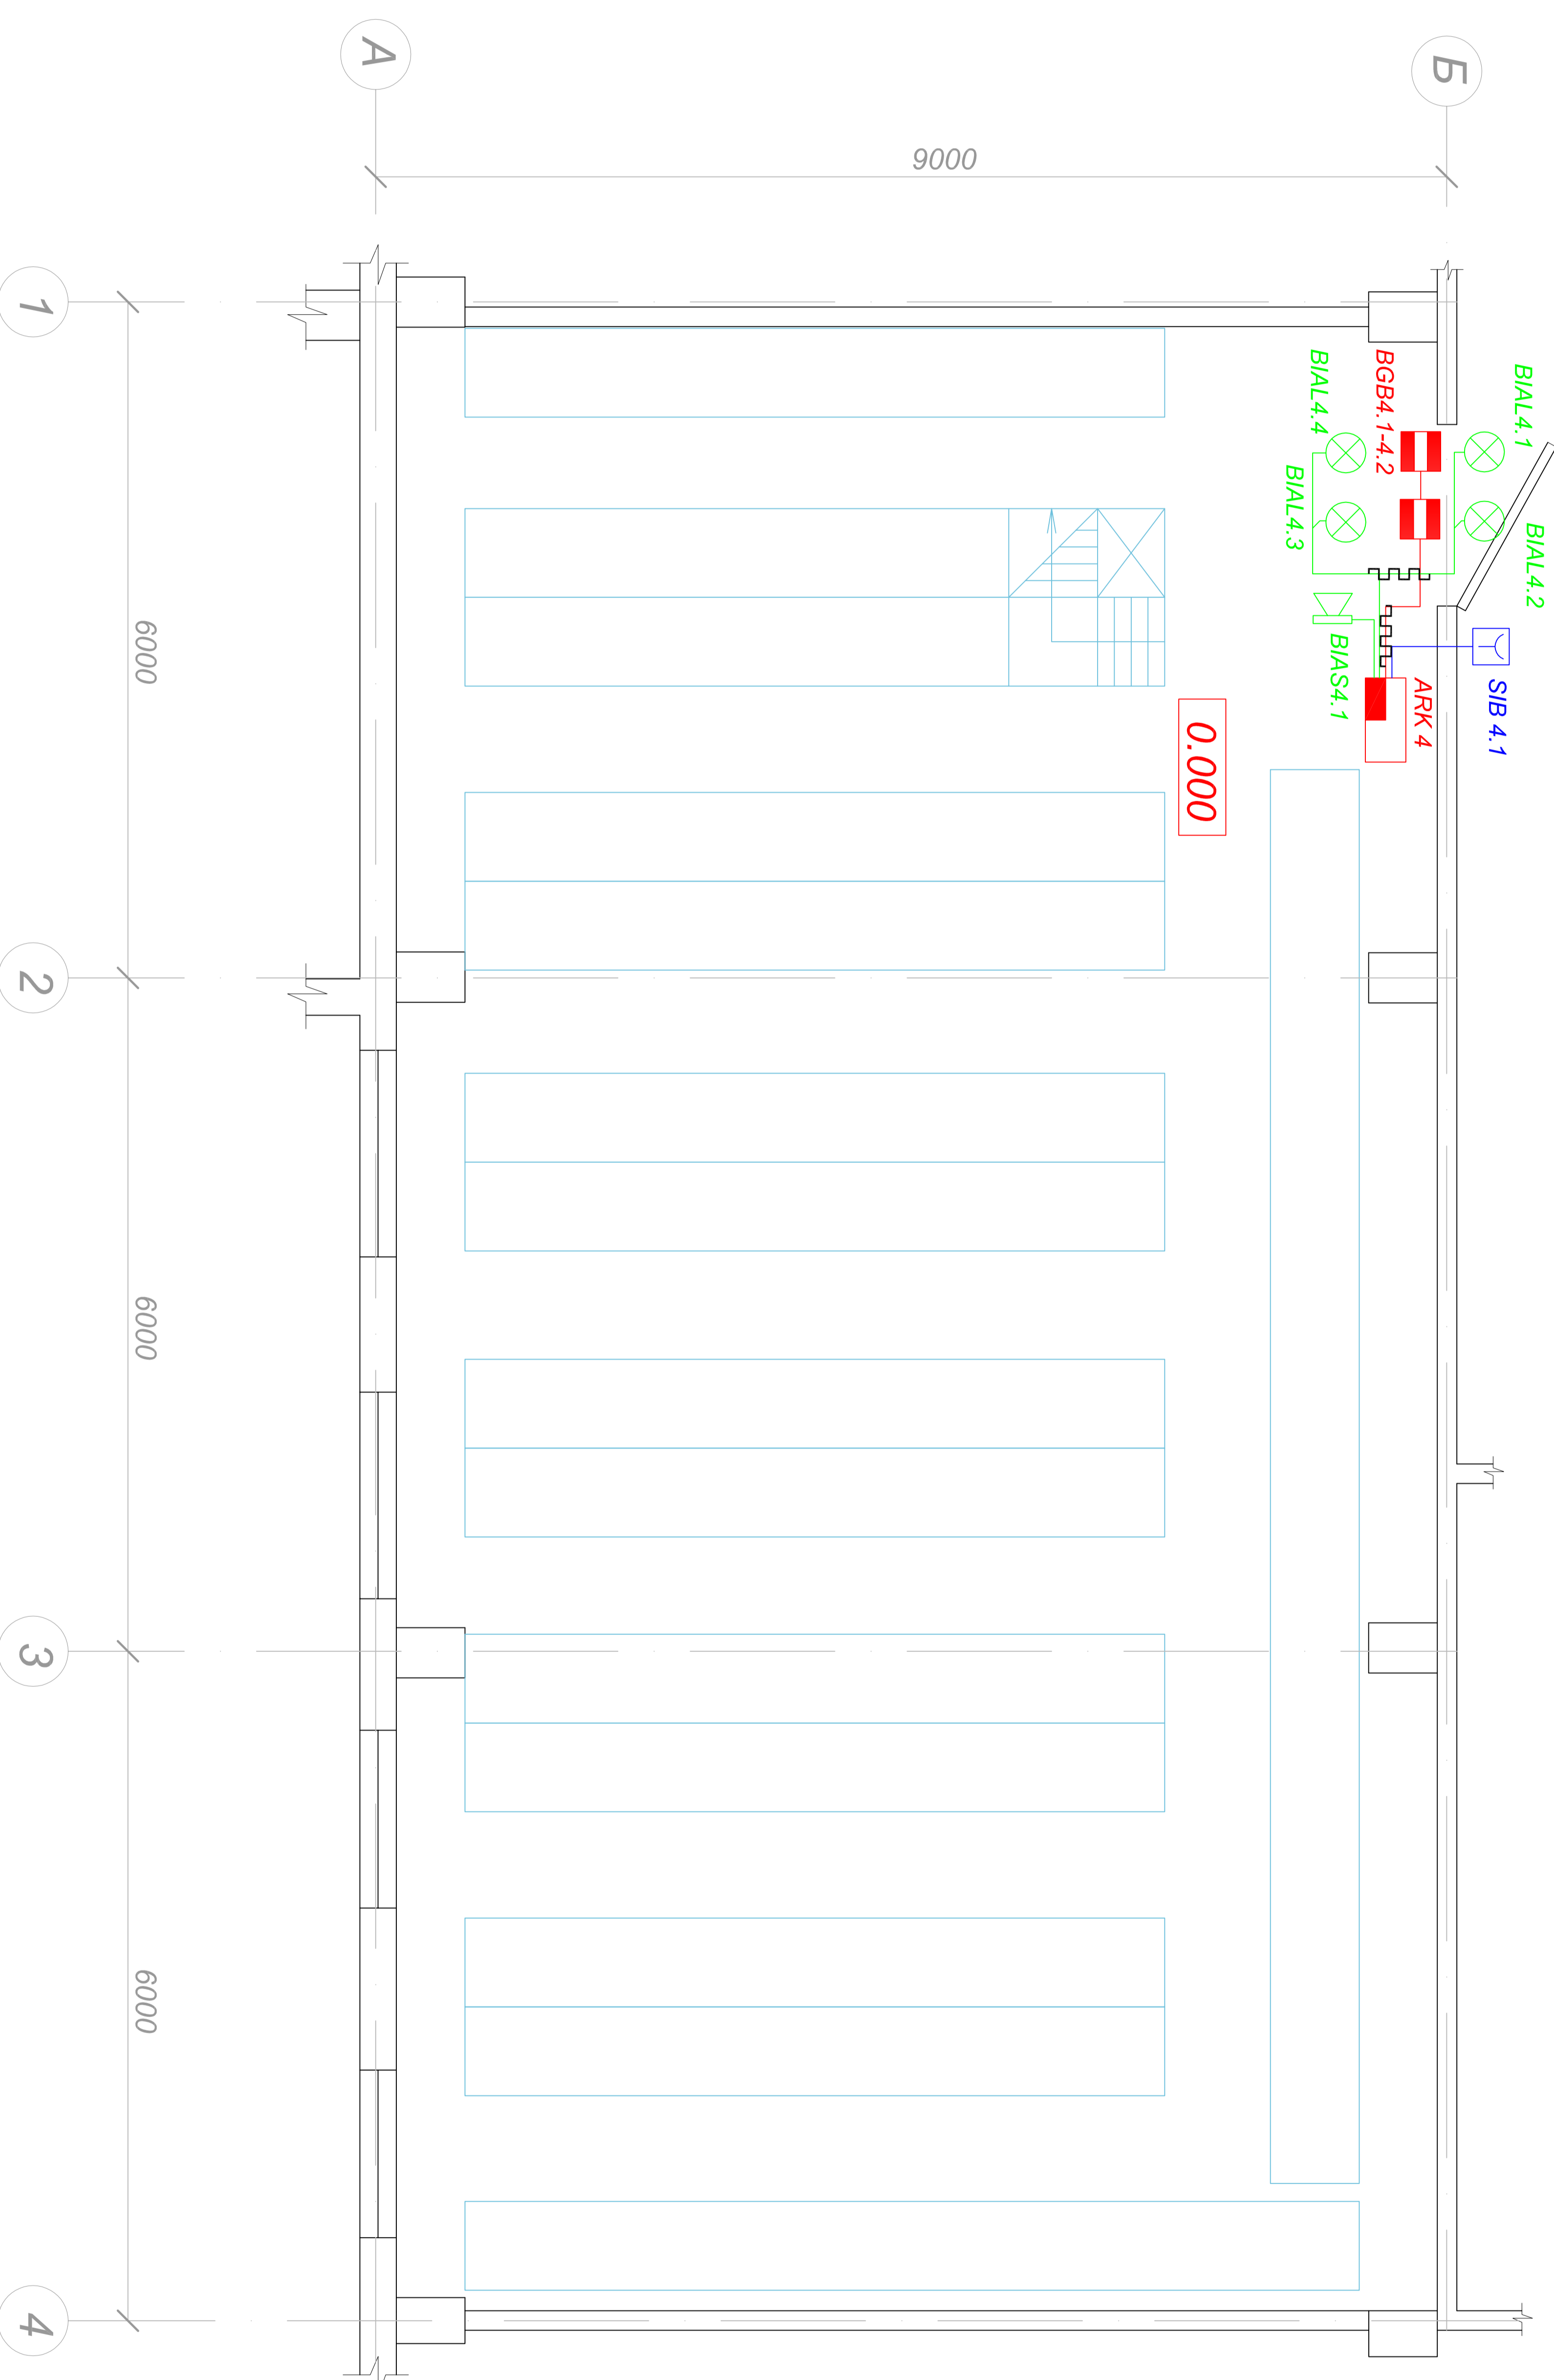 А
Б
9000
BIAL4.1
BIAL4.2
BGB4.1-4.2
BIAL4.4
BIAL4.3
BIAS4.1
ARK 4
SIB 4.1
0.000
1
6000
2
6000
3
6000
4